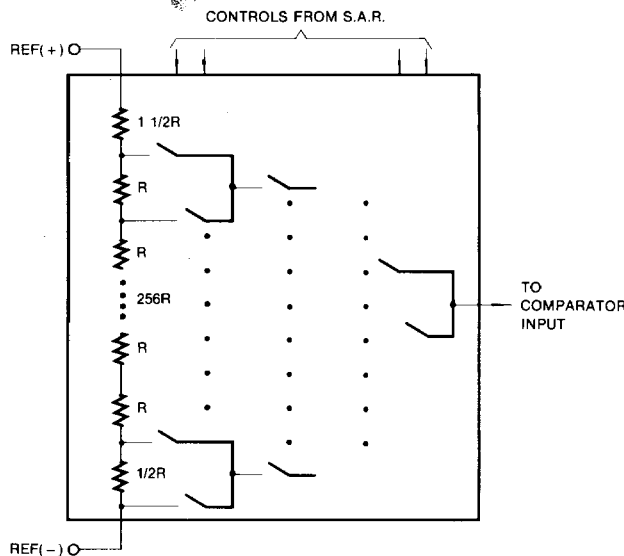 CONTROLS FROM S.A.R.
REF(+)
1 1/2R
R
R
256R
R
R
1/2R
TO
COMPARATOR
INPUT
REF(−)